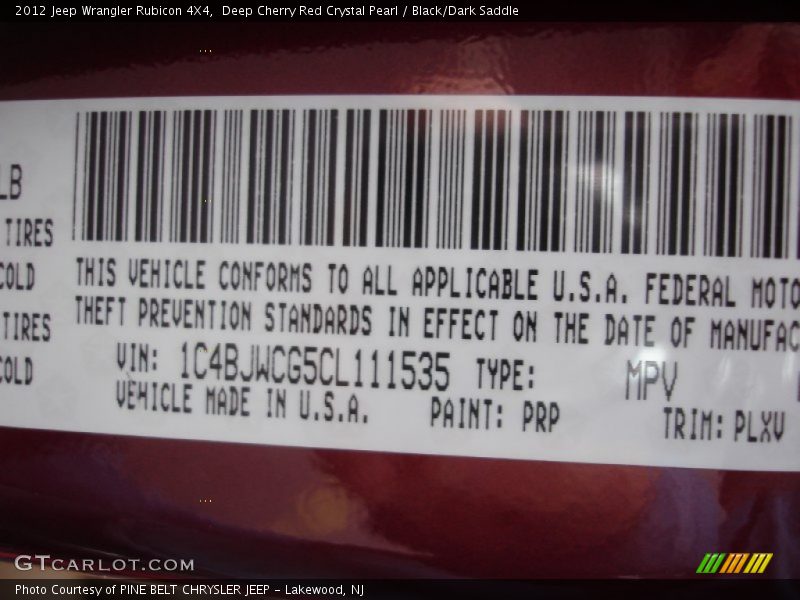 2012 Jeep Wrangler Rubicon 4X4,  Deep Cherry Red Crystal Pearl / Black/Dark Saddle
LB
TIRES
COLD
TIRES
COLD
THIS VEHICLE CONFORMS TO ALL APPLICABLE U.S.A. FEDERAL MOTO
THEFT PREVENTION STANDARDS IN EFFECT ON THE DATE OF MANUFAC
VIN: 1C4BJWCG5CL111535 TYPE: MPV
VEHICLE MADE IN U.S.A. PAINT: PRP TRIM: PLXV
GTCARLOT.COM
Photo Courtesy of PINE BELT CHRYSLER JEEP - Lakewood, NJ